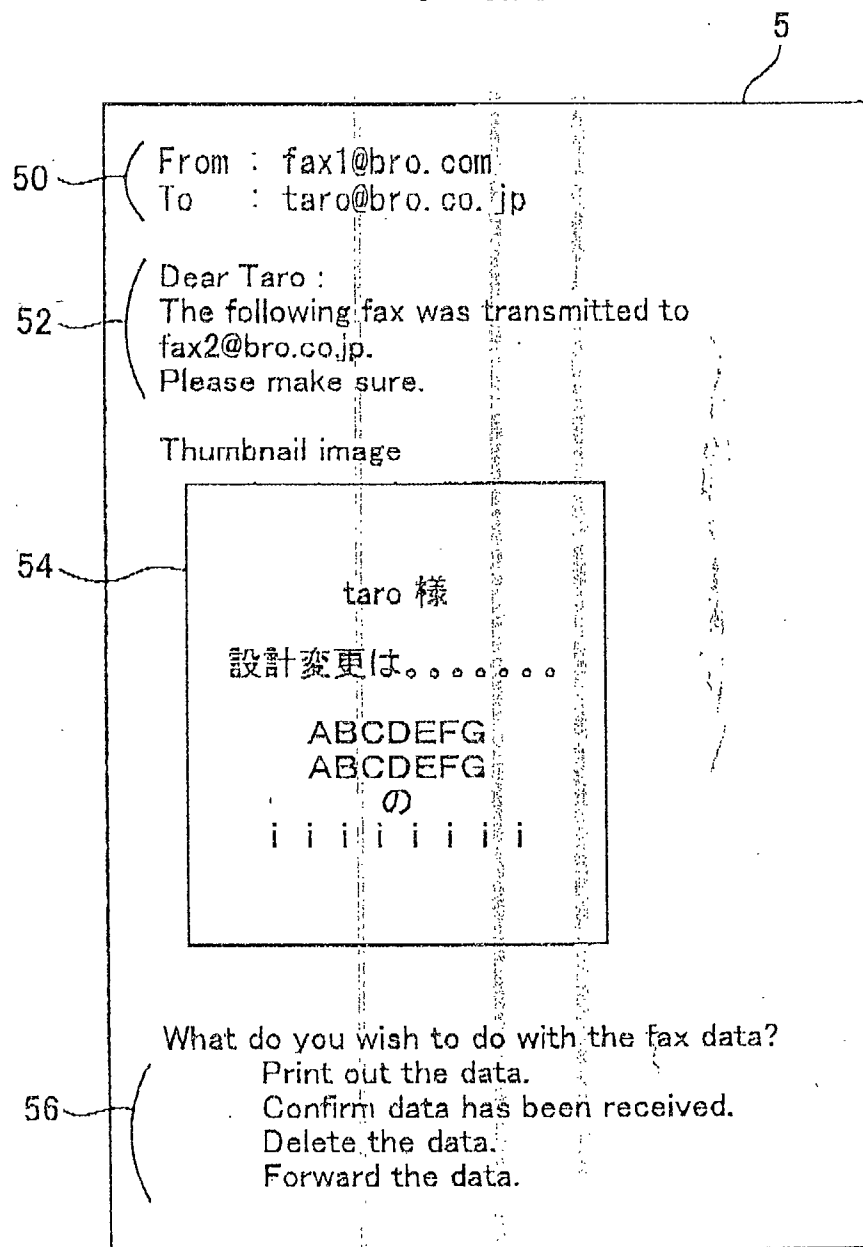 5
50
From : fax1@bro.com
To : taro@bro.co.jp
52
Dear Taro :
The following fax was transmitted to
fax2@bro.co.jp.
Please make sure.
Thumbnail image
54
taro 様
設計変更は。。。。。。。
ABCDEFG
ABCDEFG
の
i i i i i i i i
What do you wish to do with the fax data?
56
Print out the data.
Confirm data has been received.
Delete the data.
Forward the data.